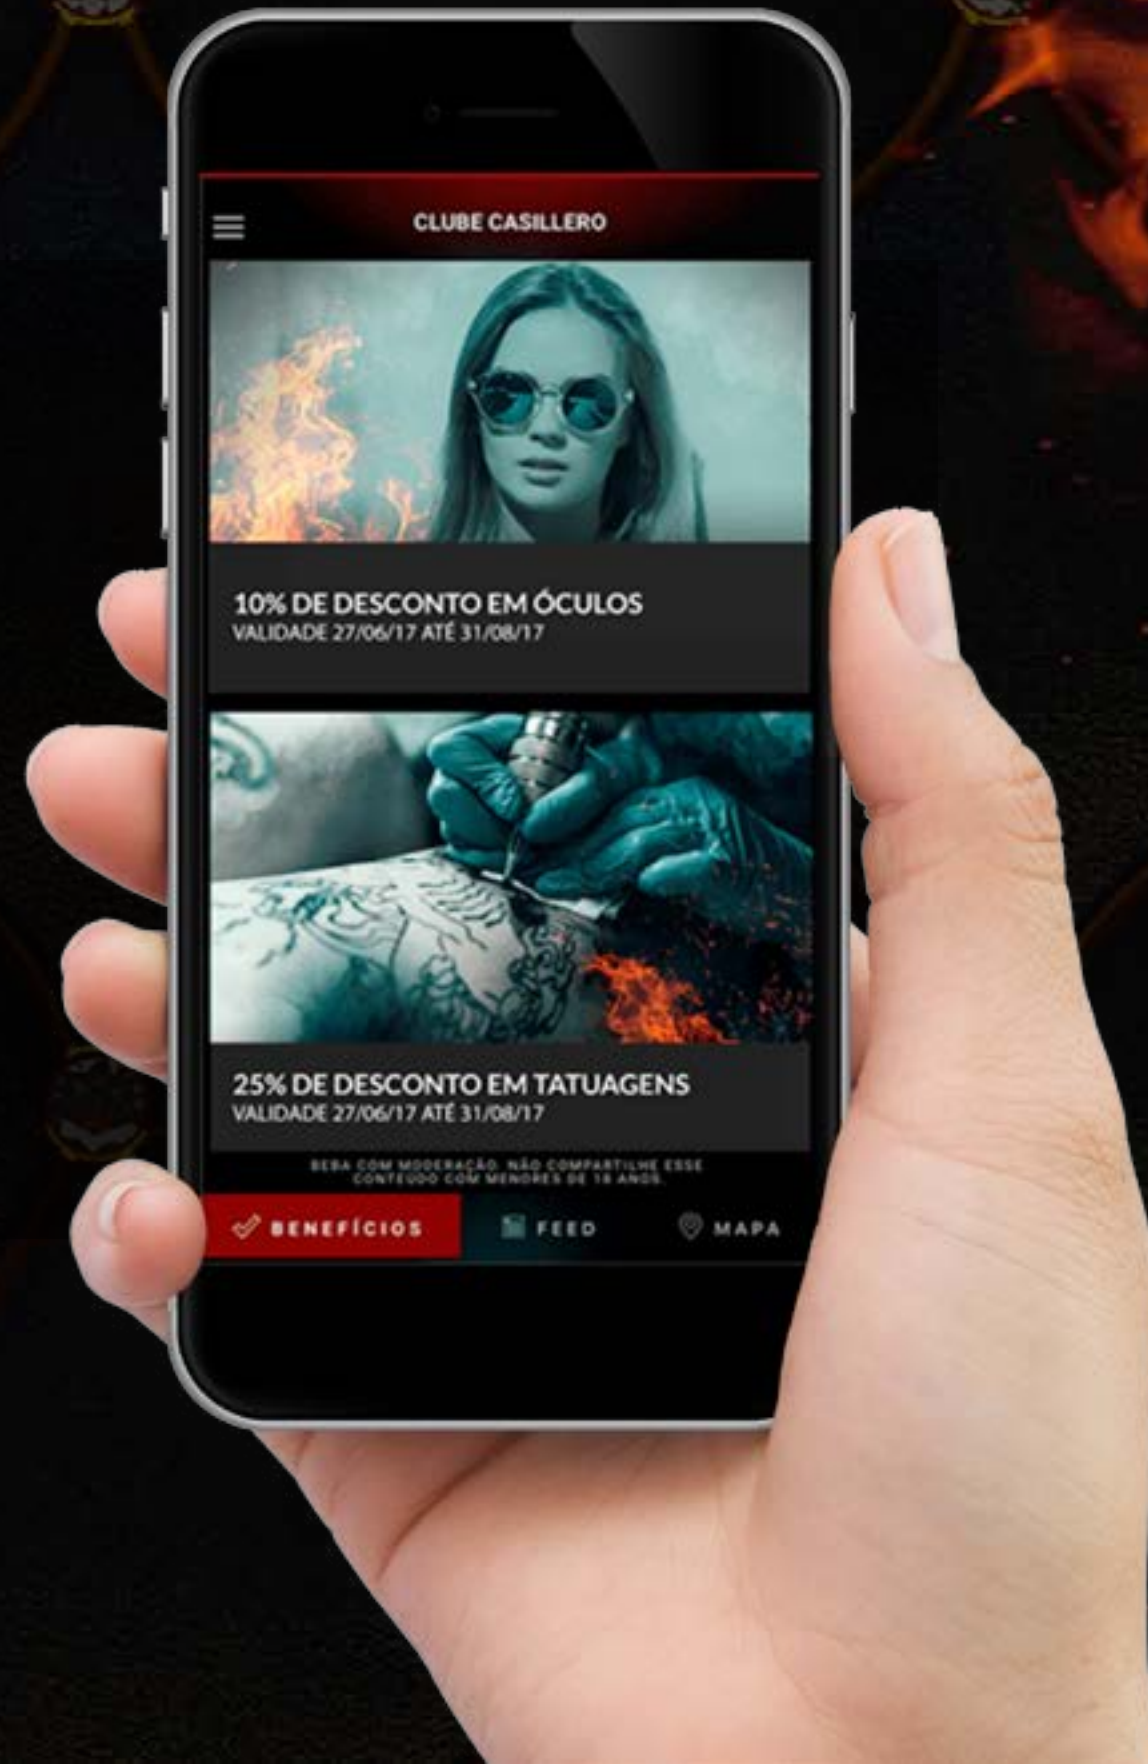 CLUBE CASILLERO
10% DE DESCONTO EM ÓCULOS
VALIDADE 27/06/17 ATÉ 31/08/17
25% DE DESCONTO EM TATUAGENS
VALIDADE 27/06/17 ATÉ 31/08/17
BEBA COM MODERAÇÃO. NÃO COMPARTILHE ESSE
CONTEÚDO COM MENORES DE 18 ANOS.
BENEFÍCIOS FEED MAPA